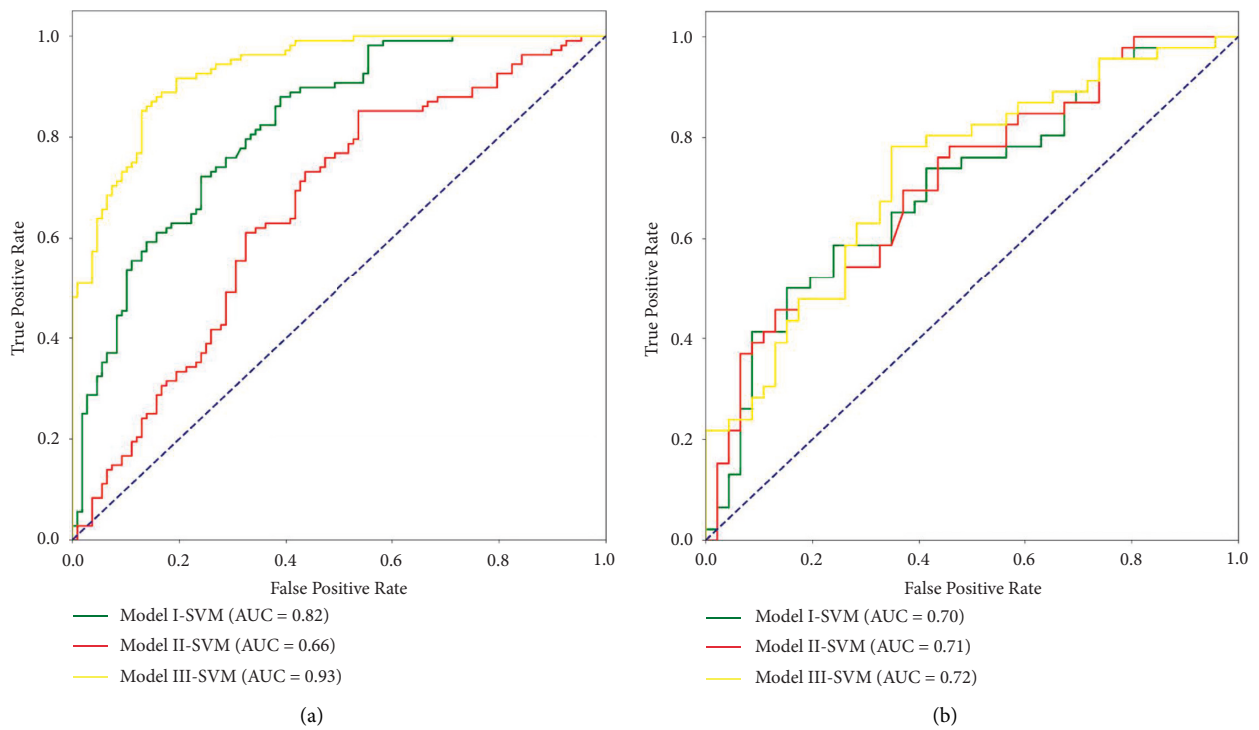 1.0
0.8
0.6
0.4
0.2
0.0
True Positive Rate
0.0 0.2 0.4 0.6 0.8 1.0
False Positive Rate
Model I-SVM (AUC = 0.82)
Model II-SVM (AUC = 0.66)
Model III-SVM (AUC = 0.93)
(a)
1.0
0.8
0.6
0.4
0.2
0.0
True Positive Rate
0.0 0.2 0.4 0.6 0.8 1.0
False Positive Rate
Model I-SVM (AUC = 0.70)
Model II-SVM (AUC = 0.71)
Model III-SVM (AUC = 0.72)
(b)